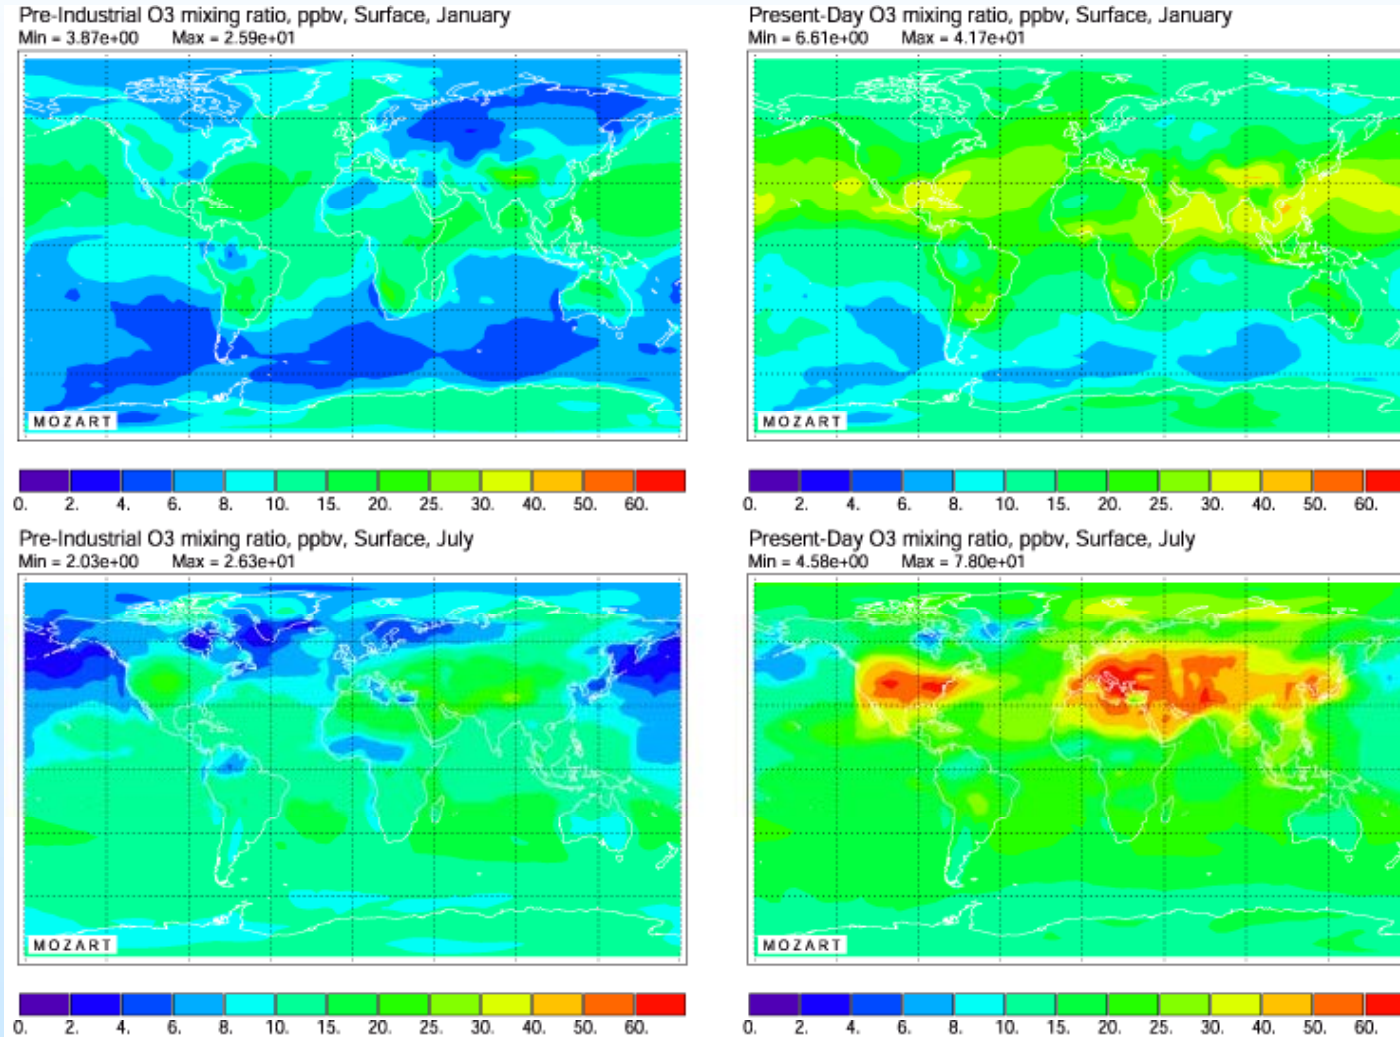 Pre-Industrial O3 mixing ratio, ppbv, Surface, January
Min = 3.87e+00 Max = 2.59e+01
MOZART
0. 2. 4. 6. 8. 10. 15. 20. 25. 30. 40. 50. 60.
Present-Day O3 mixing ratio, ppbv, Surface, January
Min = 6.61e+00 Max = 4.17e+01
MOZART
0. 2. 4. 6. 8. 10. 15. 20. 25. 30. 40. 50. 60.
Pre-Industrial O3 mixing ratio, ppbv, Surface, July
Min = 2.03e+00 Max = 2.63e+01
MOZART
0. 2. 4. 6. 8. 10. 15. 20. 25. 30. 40. 50. 60.
Present-Day O3 mixing ratio, ppbv, Surface, July
Min = 4.58e+00 Max = 7.80e+01
MOZART
0. 2. 4. 6. 8. 10. 15. 20. 25. 30. 40. 50. 60.